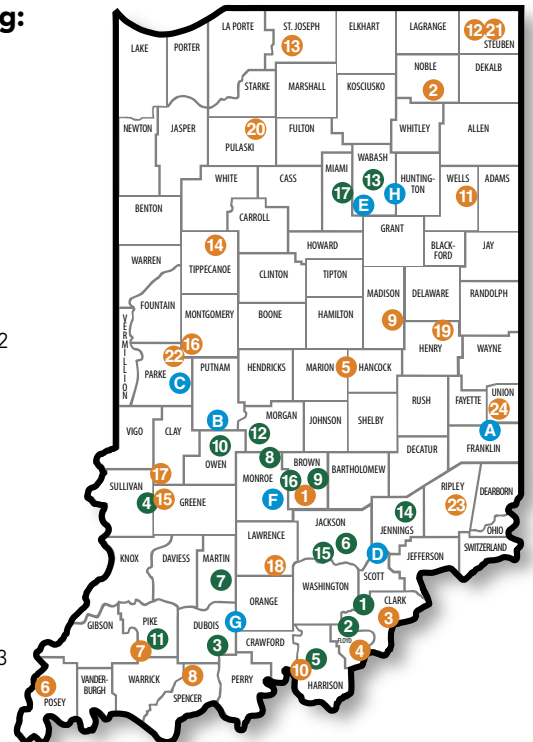 g:
LA PORTE
ST. JOSEPH
13
ELKHART
LAGRANGE
12 21
STEUBEN
LAKE
PORTER
NOBLE
2
DEKALB
STARKE
MARSHALL
KOSCIUSKO
NEWTON
JASPER
20
PULASKI
FULTON
WHITLEY
ALLEN
WABASH
13
MIAMI
17
E
H
HUNTING-
TON
WELLS
11
ADAMS
WHITE
CASS
BENTON
CARROLL
GRANT
HOWARD
BLACK-
FORD
JAY
14
TIPPECANOE
WARREN
CLINTON
TIPTON
MADISON
9
DELAWARE
RANDOLPH
FOUNTAIN
MONTGOMERY
BOONE
HAMILTON
VERMILLION
2
16
22
19
HENRY
WAYNE
PARKE
C
PUTNAM
HENDRICKS
MARION
5
HANCOCK
RUSH
FAYETTE
UNION
24
B
MORGAN
12
JOHNSON
SHELBY
A
FRANKLIN
VIGO
CLAY
10
OWEN
DECATUR
8
MONROE
F
BROWN
16
9
1
BARTHOLOMEW
17
SULLIVAN
4
15
GREENE
RIPLEY
23
DEARBORN
14
JENNINGS
OHIO
JACKSON
6
15
LAWRENCE
18
D
JEFFERSON
SWITZERLAND
KNOX
DAVIESS
MARTIN
7
SCOTT
WASHINGTON
ORANGE
1
CLARK
3
GIBSON
PIKE
11
7
DUBOIS
3
G
2
FLOYD
4
CRAWFORD
3
5
10
HARRISON
6
POSEY
VANDER-
BURGH
WARRICK
8
SPENCER
PERRY